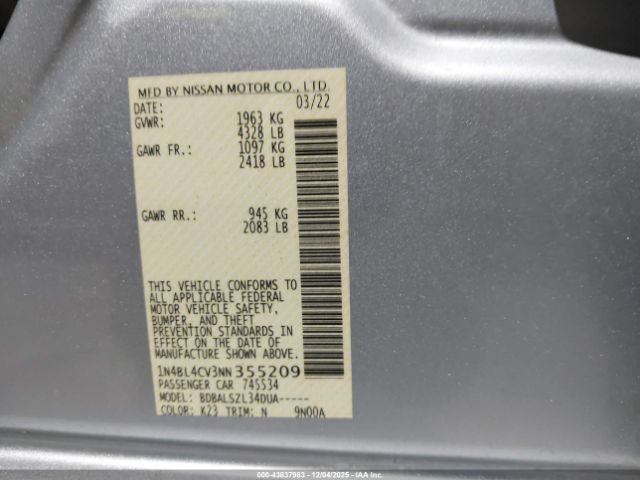 MFD BY NISSAN MOTOR CO., LTD.
DATE: 03/22
GVWR: 1963 KG
4328 LB
GAWR FR.: 1097 KG
2418 LB
GAWR RR.: 945 KG
2083 LB
THIS VEHICLE CONFORMS TO
ALL APPLICABLE FEDERAL
MOTOR VEHICLE SAFETY,
BUMPER, AND THEFT
PREVENTION STANDARDS IN
EFFECT ON THE DATE OF
MANUFACTURE SHOWN ABOVE.
1N4BL4CV3NN355209
PASSENGER CAR 745534
MODEL: BDBALSZL34DUA-----
COLOR: K23 TRIM: N 9N00A
000-43837983 - 12/04/2025 - IAA Inc.